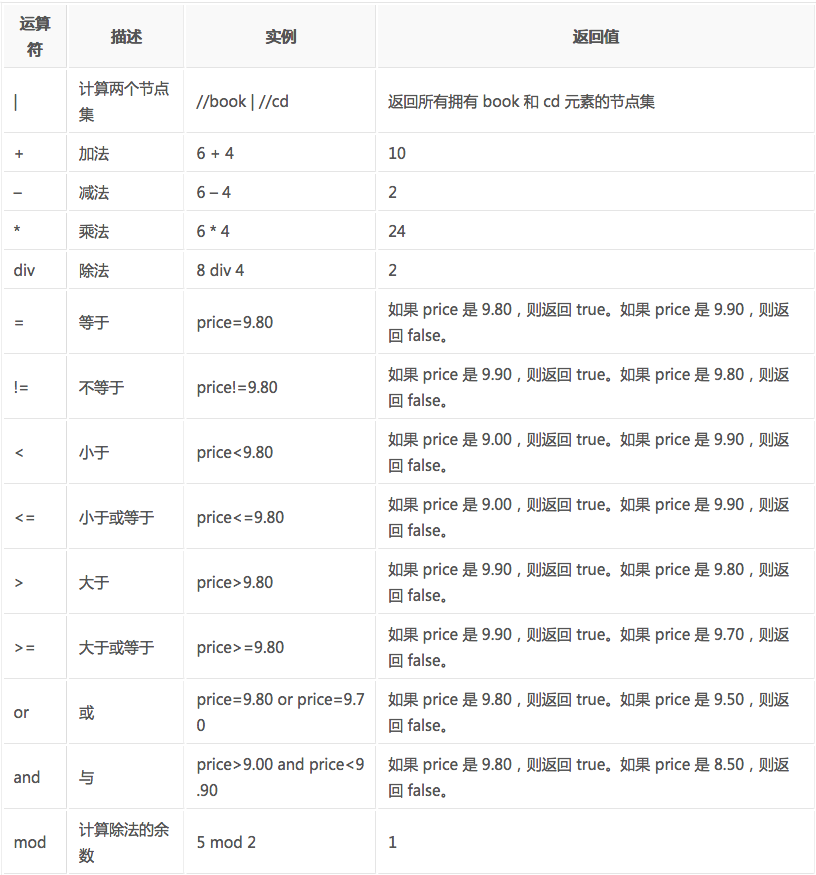 运算符 描述 实例 返回值
| 计算两个节点集 //book | //cd 返回所有拥有 book 和 cd 元素的节点集
+ 加法 6 + 4 10
– 减法 6 – 4 2
* 乘法 6 * 4 24
div 除法 8 div 4 2
= 等于 price=9.80 如果 price 是 9.80，则返回 true。如果 price 是 9.90，则返回 false。
!= 不等于 price!=9.80 如果 price 是 9.90，则返回 true。如果 price 是 9.80，则返回 false。
< 小于 price<9.80 如果 price 是 9.00，则返回 true。如果 price 是 9.90，则返回 false。
<= 小于或等于 price<=9.80 如果 price 是 9.00，则返回 true。如果 price 是 9.90，则返回 false。
> 大于 price>9.80 如果 price 是 9.90，则返回 true。如果 price 是 9.80，则返回 false。
>= 大于或等于 price>=9.80 如果 price 是 9.90，则返回 true。如果 price 是 9.70，则返回 false。
or 或 price=9.80 or price=9.70 如果 price 是 9.80，则返回 true。如果 price 是 9.50，则返回 false。
and 与 price>9.00 and price<9.90 如果 price 是 9.80，则返回 true。如果 price 是 8.50，则返回 false。
mod 计算除法的余数 5 mod 2 1